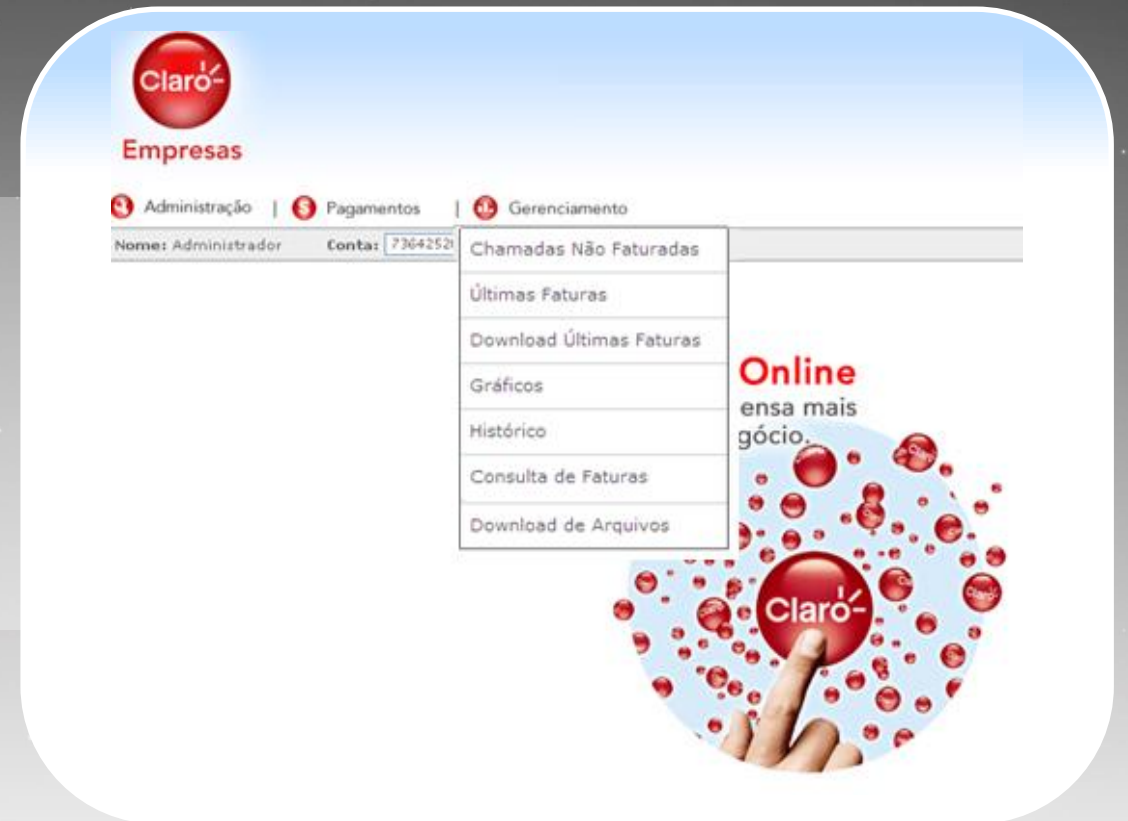 Claro-
Empresas
Administração | Pagamentos | Gerenciamento
Nome: Administrador Conta: 7364252
Chamadas Não Faturadas
Últimas Faturas
Download Últimas Faturas
Gráficos
Histórico
Consulta de Faturas
Download de Arquivos
Online
ensa mais
gócio.
Claro-